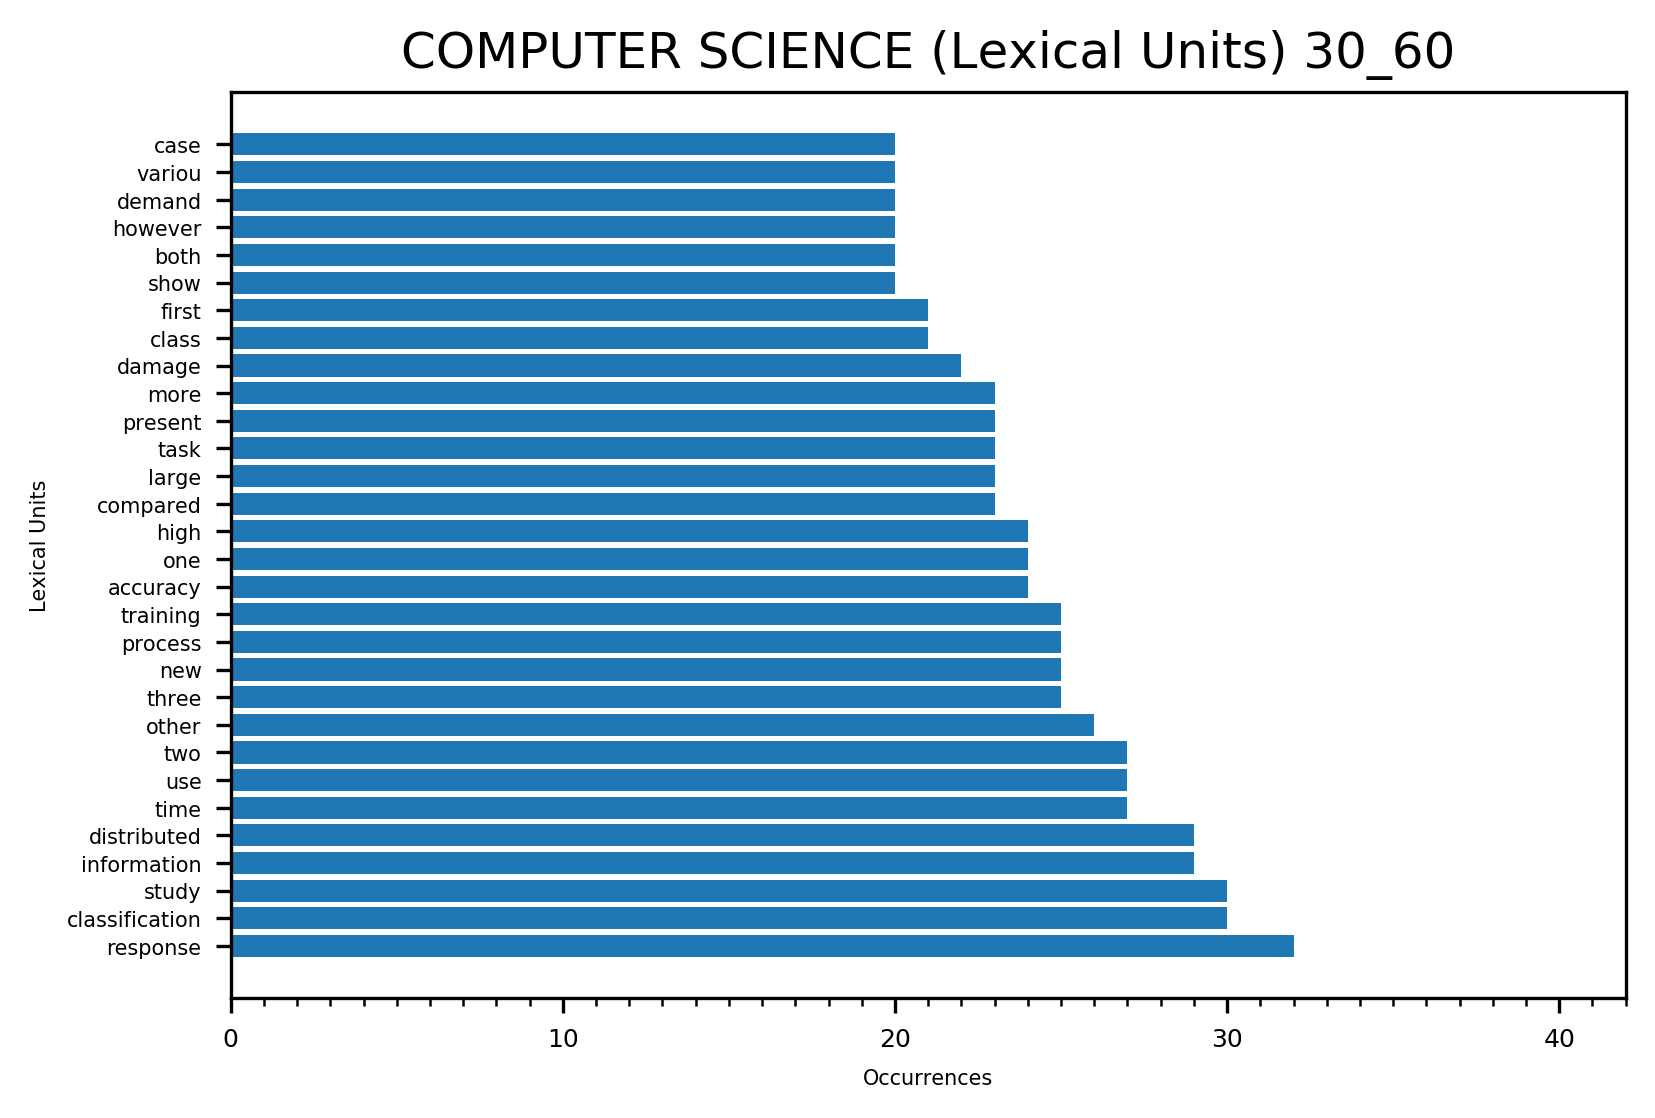 COMPUTER SCIENCE (Lexical Units) 30_60
case
variou
demand
however
both
show
first
class
damage
more
present
task
large
compared
high
one
accuracy
training
process
new
three
other
two
use
time
distributed
information
study
classification
response
Lexical Units
0 10 20 30 40
Occurrences